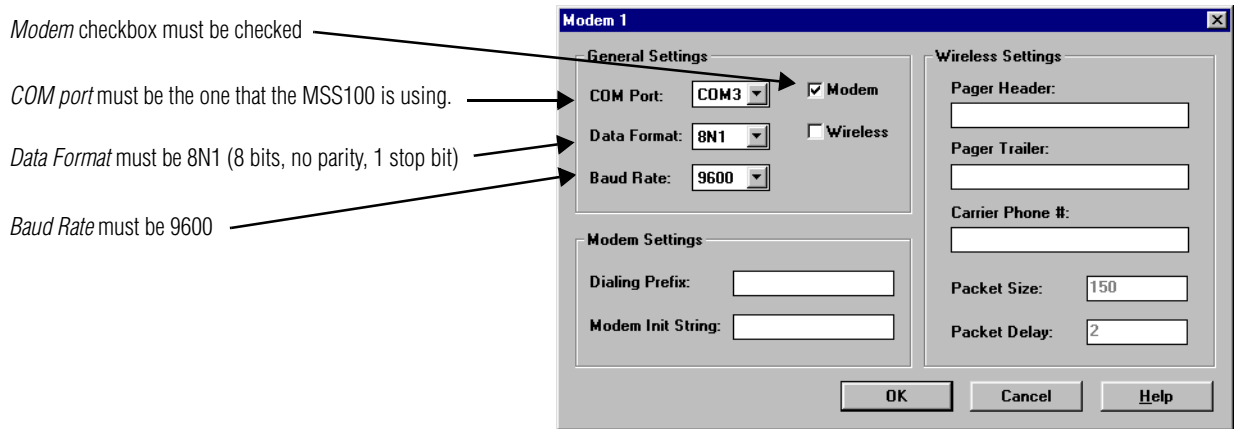 Modem checkbox must be checked
COM port must be the one that the MSS100 is using.
Data Format must be 8N1 (8 bits, no parity, 1 stop bit)
Baud Rate must be 9600
Modem 1
General Settings
COM Port: COM3
Modem
Data Format: 8N1
Wireless
Baud Rate: 9600
Modem Settings
Dialing Prefix:
Modem Init String:
Wireless Settings
Pager Header:
Pager Trailer:
Carrier Phone #:
Packet Size: 150
Packet Delay: 2
OK Cancel Help